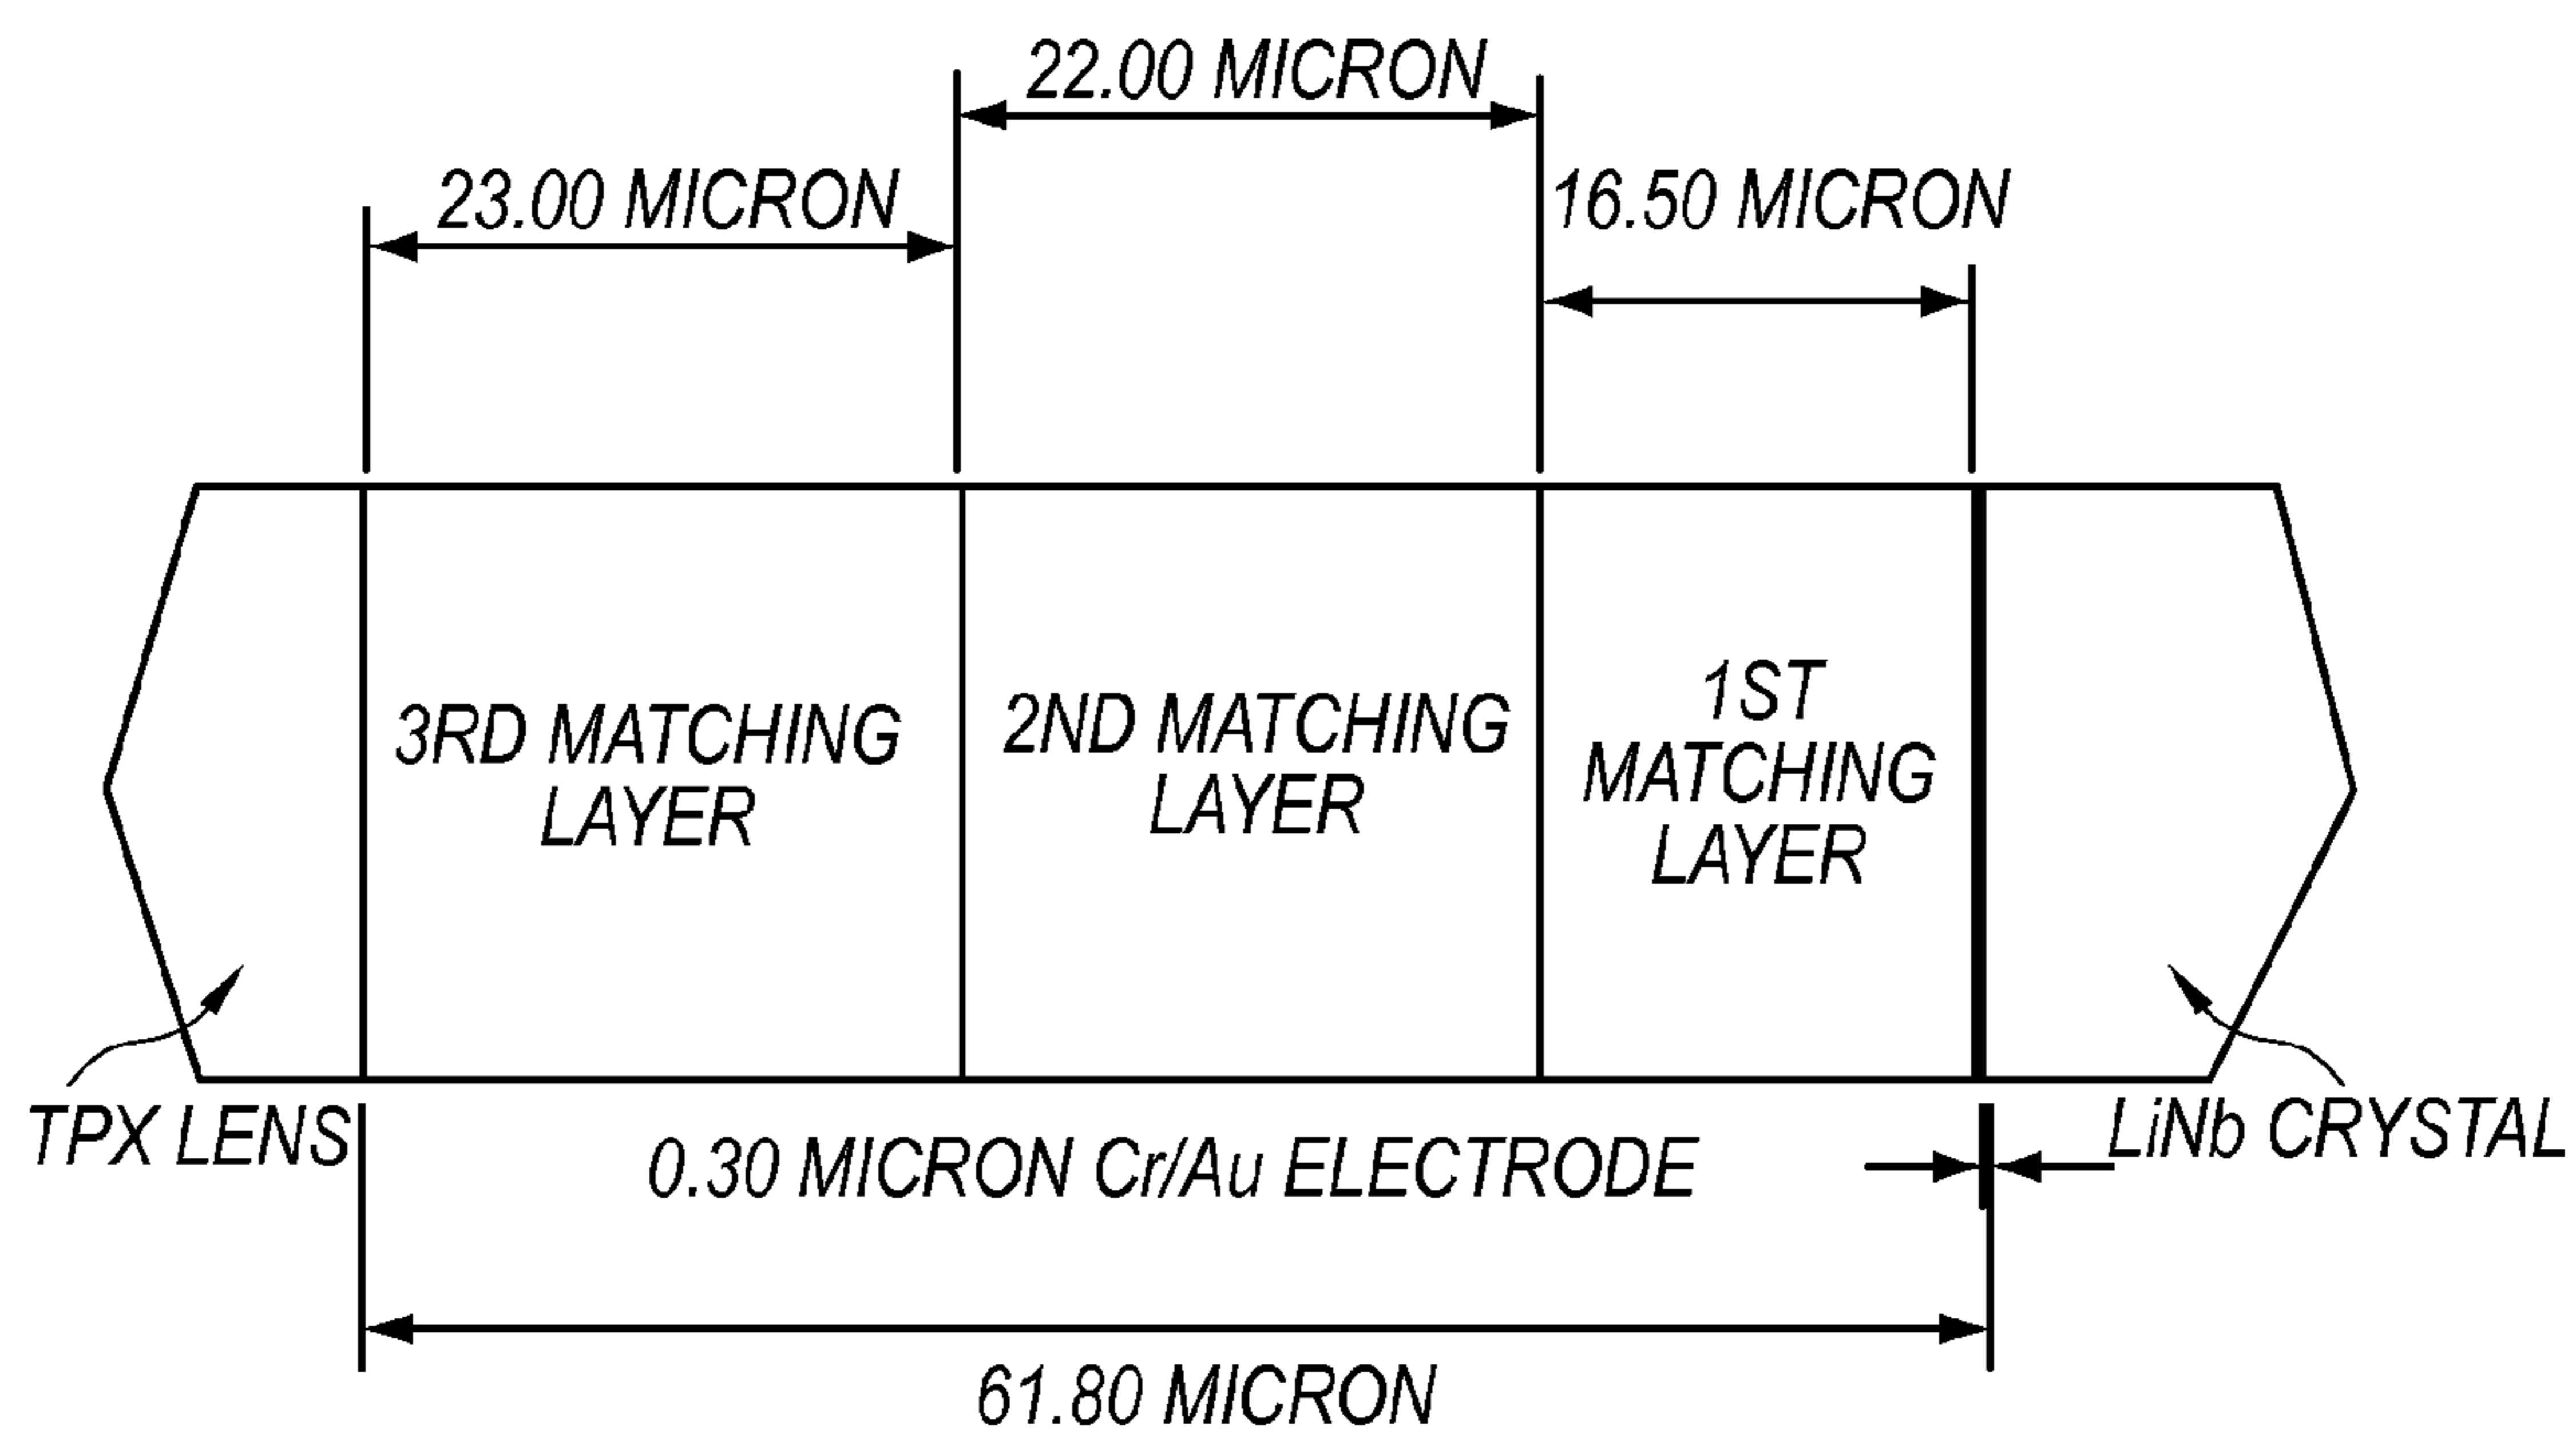 22.00 MICRON
23.00 MICRON
16.50 MICRON
3RD MATCHING
LAYER
2ND MATCHING
LAYER
1ST
MATCHING
LAYER
TPX LENS
0.30 MICRON Cr/Au ELECTRODE
LiNb CRYSTAL
61.80 MICRON